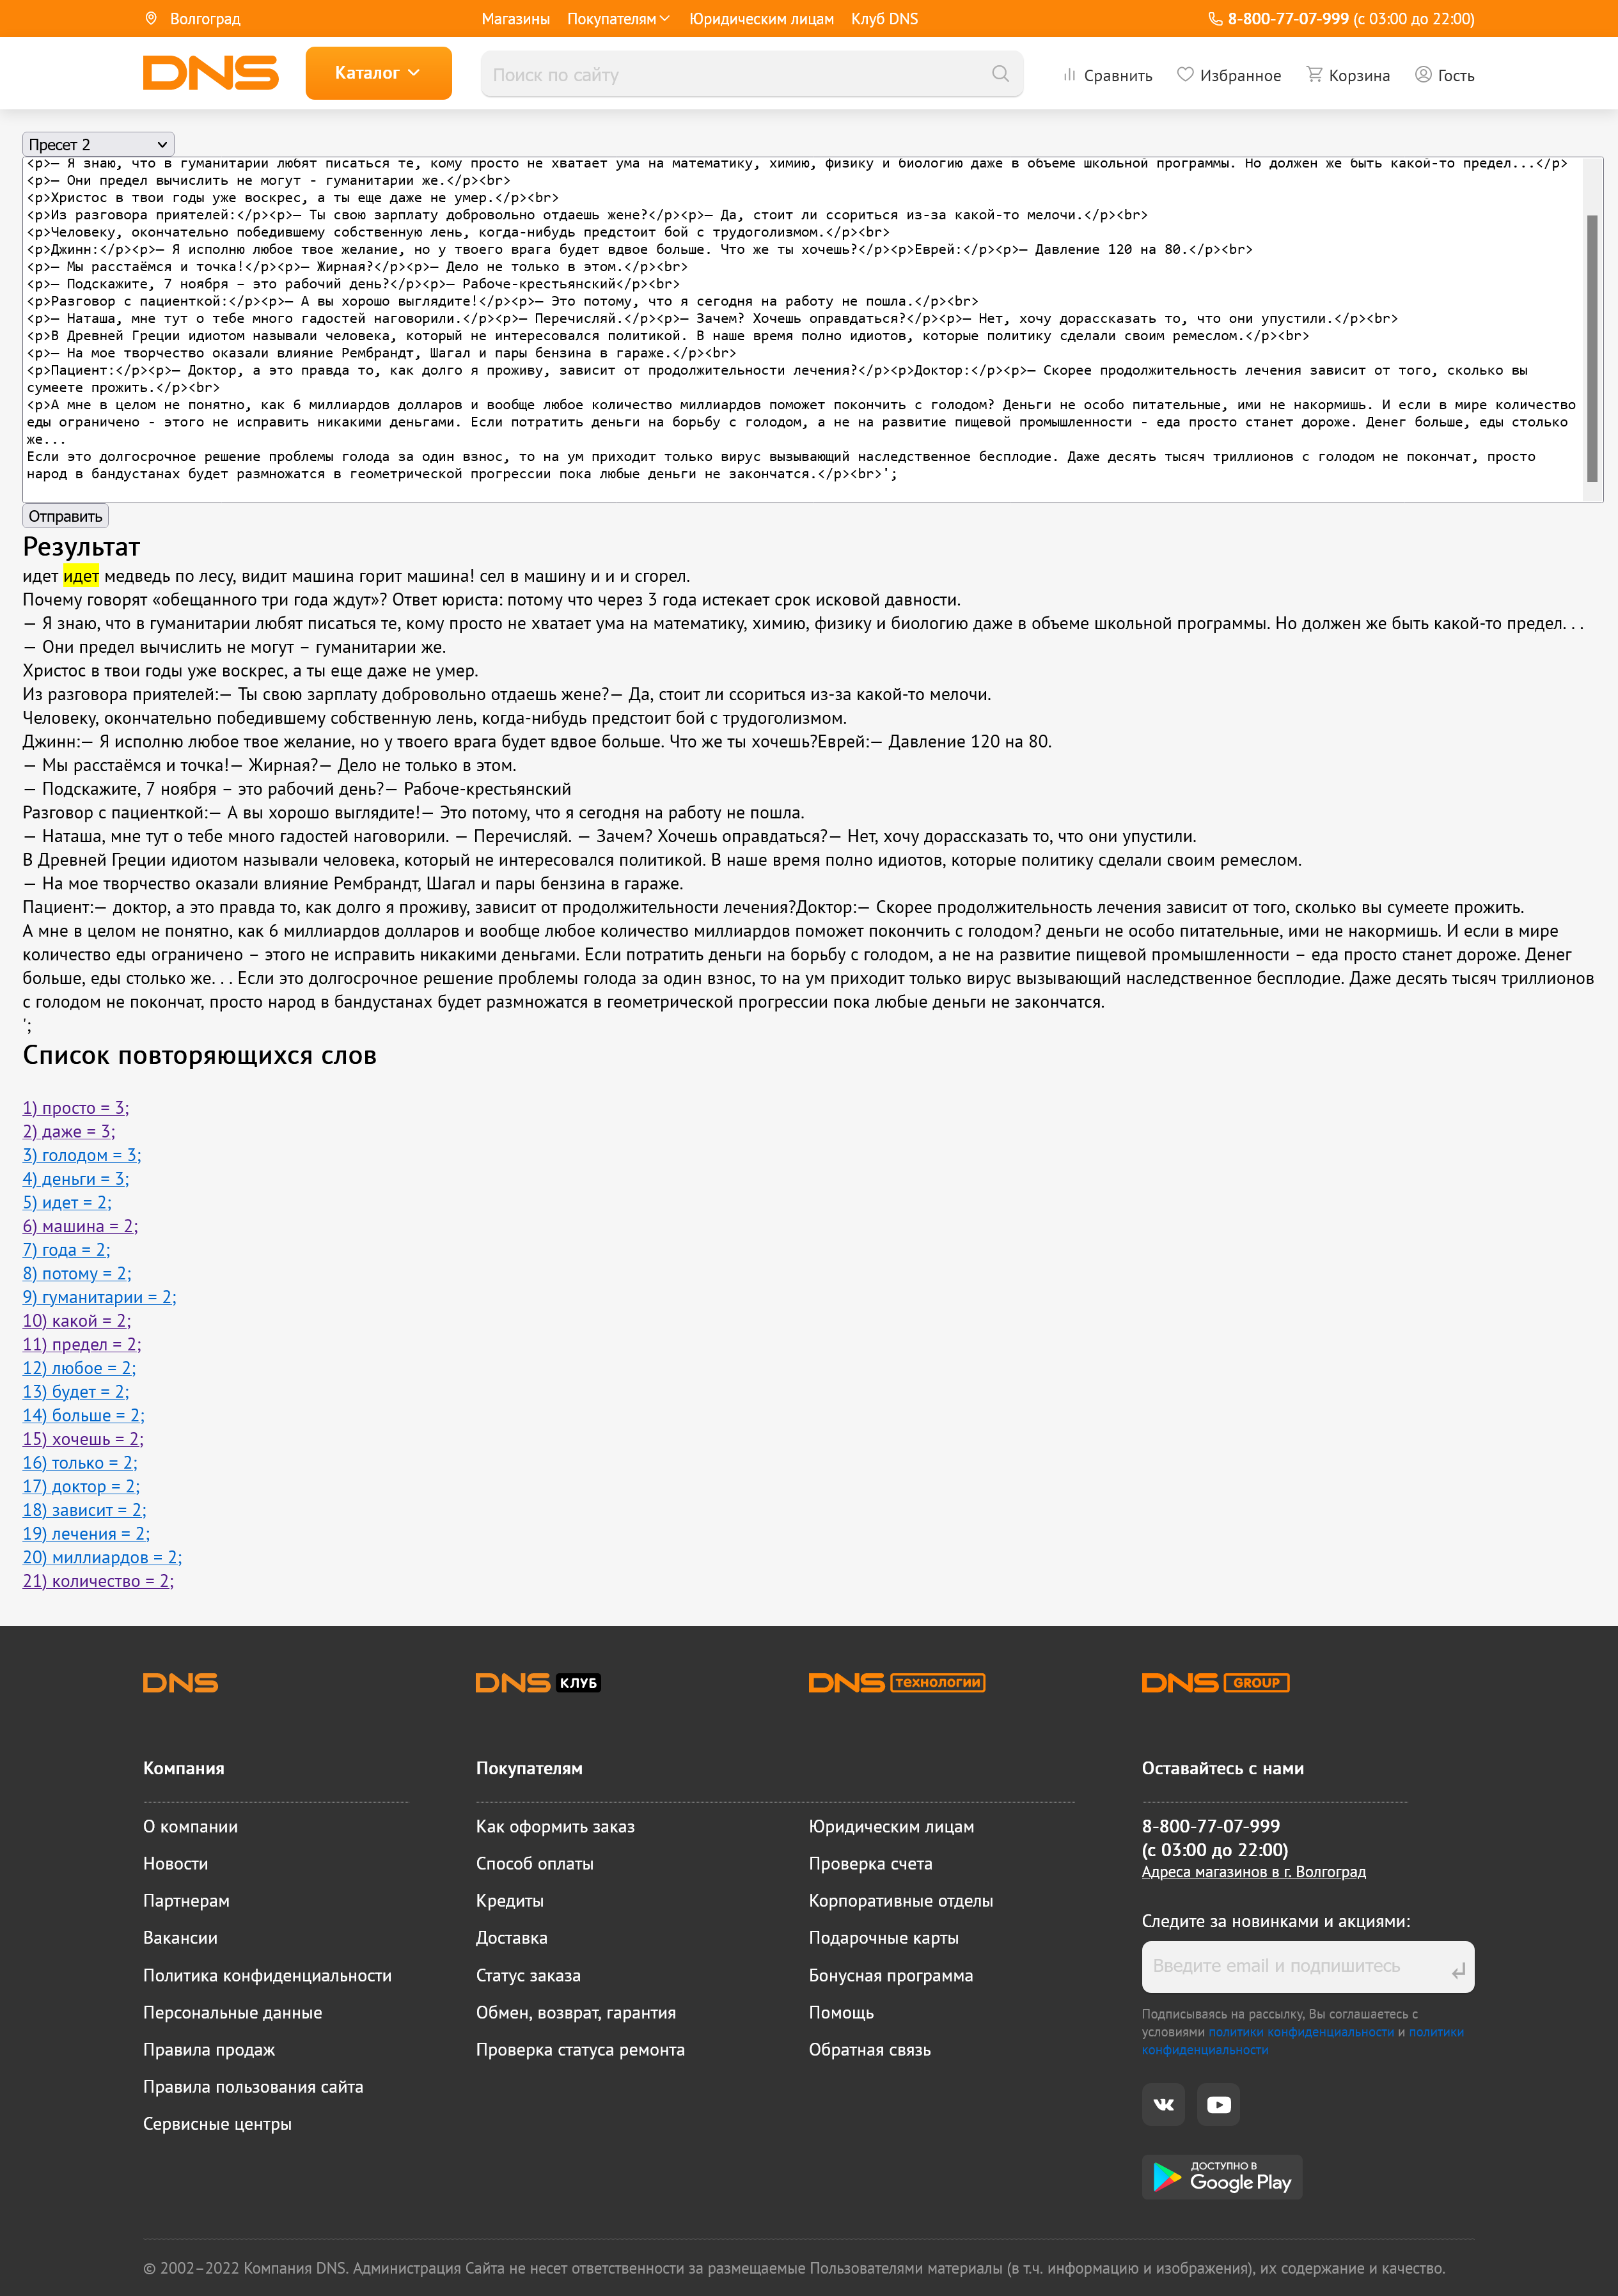 Волгоград
Магазины Покупателям Юридическим лицам Клуб DNS
8-800-77-07-999 (с 03:00 до 22:00)
DNS
Каталог
Поиск по сайту
Сравнить Избранное Корзина Гость
Пресет 2
<p>— Я знаю, что в гуманитарии любят писаться те, кому просто не хватает ума на математику, химию, физику и биологию даже в объеме школьной программы. Но должен же быть какой-то предел...</p>
<p>— Они предел вычислить не могут - гуманитарии же.</p><br>
<p>Христос в твои годы уже воскрес, а ты еще даже не умер.</p><br>
<p>Из разговора приятелей:</p><p>— Ты свою зарплату добровольно отдаешь жене?</p><p>— Да, стоит ли ссориться из-за какой-то мелочи.</p><br>
<p>Человеку, окончательно победившему собственную лень, когда-нибудь предстоит бой с трудоголизмом.</p><br>
<p>Джинн:</p><p>— Я исполню любое твое желание, но у твоего врага будет вдвое больше. Что же ты хочешь?</p><p>Еврей:</p><p>— Давление 120 на 80.</p><br>
<p>— Мы расстаёмся и точка!</p><p>— Жирная?</p><p>— Дело не только в этом.</p><br>
<p>— Подскажите, 7 ноября – это рабочий день?</p><p>— Рабоче-крестьянский</p><br>
<p>Разговор с пациенткой:</p><p>— А вы хорошо выглядите!</p><p>— Это потому, что я сегодня на работу не пошла.</p><br>
<p>— Наташа, мне тут о тебе много гадостей наговорили.</p><p>— Перечисляй.</p><p>— Зачем? Хочешь оправдаться?</p><p>— Нет, хочу дорассказать то, что они упустили.</p><br>
<p>В Древней Греции идиотом называли человека, который не интересовался политикой. В наше время полно идиотов, которые политику сделали своим ремеслом.</p><br>
<p>— На мое творчество оказали влияние Рембрандт, Шагал и пары бензина в гараже.</p><br>
<p>Пациент:</p><p>— Доктор, а это правда то, как долго я проживу, зависит от продолжительности лечения?</p><p>Доктор:</p><p>— Скорее продолжительность лечения зависит от того, сколько вы
сумеете прожить.</p><br>
<p>А мне в целом не понятно, как 6 миллиардов долларов и вообще любое количество миллиардов поможет покончить с голодом? Деньги не особо питательные, ими не накормишь. И если в мире количество
еды ограничено - этого не исправить никакими деньгами. Если потратить деньги на борьбу с голодом, а не на развитие пищевой промышленности - еда просто станет дороже. Денег больше, еды столько
же...
Если это долгосрочное решение проблемы голода за один взнос, то на ум приходит только вирус вызывающий наследственное бесплодие. Даже десять тысяч триллионов с голодом не покончат, просто
народ в бандустанах будет размножатся в геометрической прогрессии пока любые деньги не закончатся.</p><br>';
Отправить
Результат
идет идет медведь по лесу, видит машина горит машина! сел в машину и и и сгорел.
Почему говорят «обещанного три года ждут»? Ответ юриста: потому что через 3 года истекает срок исковой давности.
— Я знаю, что в гуманитарии любят писаться те, кому просто не хватает ума на математику, химию, физику и биологию даже в объеме школьной программы. Но должен же быть какой-то предел. . .
— Они предел вычислить не могут – гуманитарии же.
Христос в твои годы уже воскрес, а ты еще даже не умер.
Из разговора приятелей:— Ты свою зарплату добровольно отдаешь жене?— Да, стоит ли ссориться из-за какой-то мелочи.
Человеку, окончательно победившему собственную лень, когда-нибудь предстоит бой с трудоголизмом.
Джинн:— Я исполню любое твое желание, но у твоего врага будет вдвое больше. Что же ты хочешь?Еврей:— Давление 120 на 80.
— Мы расстаёмся и точка!— Жирная?— Дело не только в этом.
— Подскажите, 7 ноября – это рабочий день?— Рабоче-крестьянский
Разговор с пациенткой:— А вы хорошо выглядите!— Это потому, что я сегодня на работу не пошла.
— Наташа, мне тут о тебе много гадостей наговорили. — Перечисляй. — Зачем? Хочешь оправдаться?— Нет, хочу дорассказать то, что они упустили.
В Древней Греции идиотом называли человека, который не интересовался политикой. В наше время полно идиотов, которые политику сделали своим ремеслом.
— На мое творчество оказали влияние Рембрандт, Шагал и пары бензина в гараже.
Пациент:— доктор, а это правда то, как долго я проживу, зависит от продолжительности лечения?Доктор:— Скорее продолжительность лечения зависит от того, сколько вы сумеете прожить.
А мне в целом не понятно, как 6 миллиардов долларов и вообще любое количество миллиардов поможет покончить с голодом? деньги не особо питательные, ими не накормишь. И если в мире
количество еды ограничено – этого не исправить никакими деньгами. Если потратить деньги на борьбу с голодом, а не на развитие пищевой промышленности – еда просто станет дороже. Денег
больше, еды столько же. . . Если это долгосрочное решение проблемы голода за один взнос, то на ум приходит только вирус вызывающий наследственное бесплодие. Даже десять тысяч триллионов
с голодом не покончат, просто народ в бандустанах будет размножатся в геометрической прогрессии пока любые деньги не закончатся.
';
Список повторяющихся слов
1) просто = 3;
2) даже = 3;
3) голодом = 3;
4) деньги = 3;
5) идет = 2;
6) машина = 2;
7) года = 2;
8) потому = 2;
9) гуманитарии = 2;
10) какой = 2;
11) предел = 2;
12) любое = 2;
13) будет = 2;
14) больше = 2;
15) хочешь = 2;
16) только = 2;
17) доктор = 2;
18) зависит = 2;
19) лечения = 2;
20) миллиардов = 2;
21) количество = 2;
DNS
DNS КЛУБ
DNS технологии
DNS GROUP
Компания
О компании
Новости
Партнерам
Вакансии
Политика конфиденциальности
Персональные данные
Правила продаж
Правила пользования сайта
Сервисные центры
Покупателям
Как оформить заказ
Способ оплаты
Кредиты
Доставка
Статус заказа
Обмен, возврат, гарантия
Проверка статуса ремонта
Юридическим лицам
Проверка счета
Корпоративные отделы
Подарочные карты
Бонусная программа
Помощь
Обратная связь
Оставайтесь с нами
8-800-77-07-999
(с 03:00 до 22:00)
Адреса магазинов в г. Волгоград
Следите за новинками и акциями:
Введите email и подпишитесь
Подписываясь на рассылку, Вы соглашаетесь с
условиями политики конфиденциальности и политики
конфиденциальности
ДОСТУПНО В
Google Play
© 2002–2022 Компания DNS. Администрация Сайта не несет ответственности за размещаемые Пользователями материалы (в т.ч. информацию и изображения), их содержание и качество.